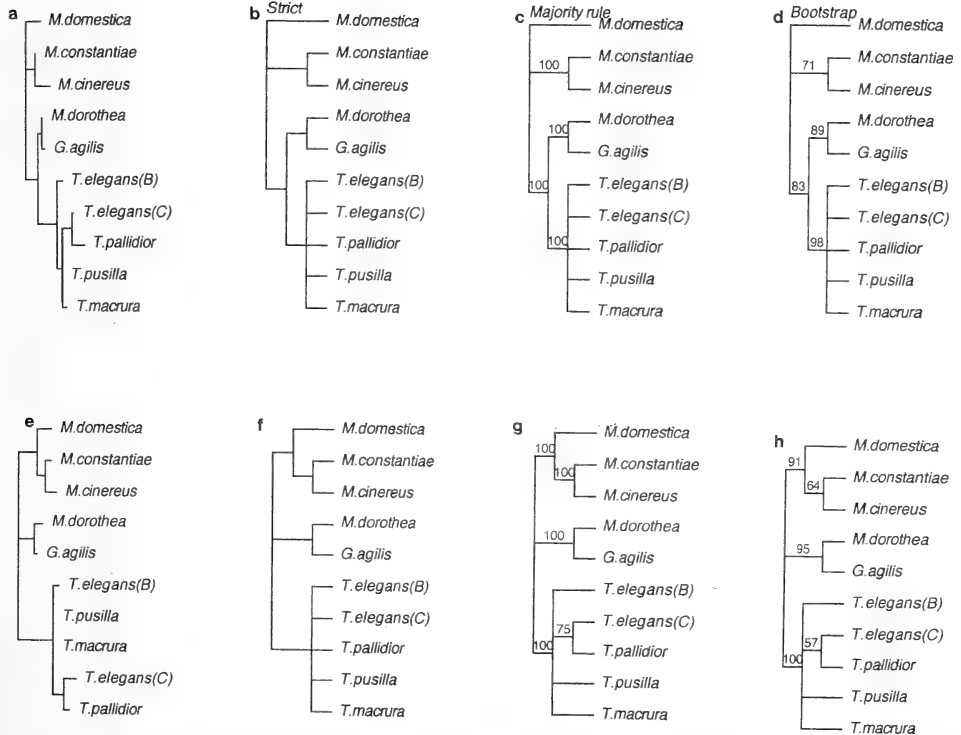 a
M.domestica
M.constantiae
M.cinereus
M.dorothea
G.agilis
T.elegans(B)
T.elegans(C)
T.pallidior
T.pusilla
T.macrura
b
Strict
M.domestica
M.constantiae
M.cinereus
M.dorothea
G.agilis
T.elegans(B)
T.elegans(C)
T.pallidior
T.pusilla
T.macrura
c
Majority rule
M.domestica
100
M.constantiae
M.cinereus
100
M.dorothea
G.agilis
100
T.elegans(B)
T.elegans(C)
100
T.pallidior
T.pusilla
T.macrura
d
Bootstrap
M.domestica
71
M.constantiae
M.cinereus
89
M.dorothea
G.agilis
83
T.elegans(B)
T.elegans(C)
98
T.pallidior
T.pusilla
T.macrura
e
M.domestica
M.constantiae
M.cinereus
M.dorothea
G.agilis
T.elegans(B)
T.pusilla
T.macrura
T.elegans(C)
T.pallidior
f
M.domestica
M.constantiae
M.cinereus
M.dorothea
G.agilis
T.elegans(B)
T.elegans(C)
T.pallidior
T.pusilla
T.macrura
g
M.domestica
100
100
M.constantiae
M.cinereus
100
M.dorothea
G.agilis
T.elegans(B)
75
T.elegans(C)
100
T.pallidior
T.pusilla
T.macrura
h
M.domestica
91
64
M.constantiae
M.cinereus
95
M.dorothea
G.agilis
T.elegans(B)
57
T.elegans(C)
100
T.pallidior
T.pusilla
T.macrura